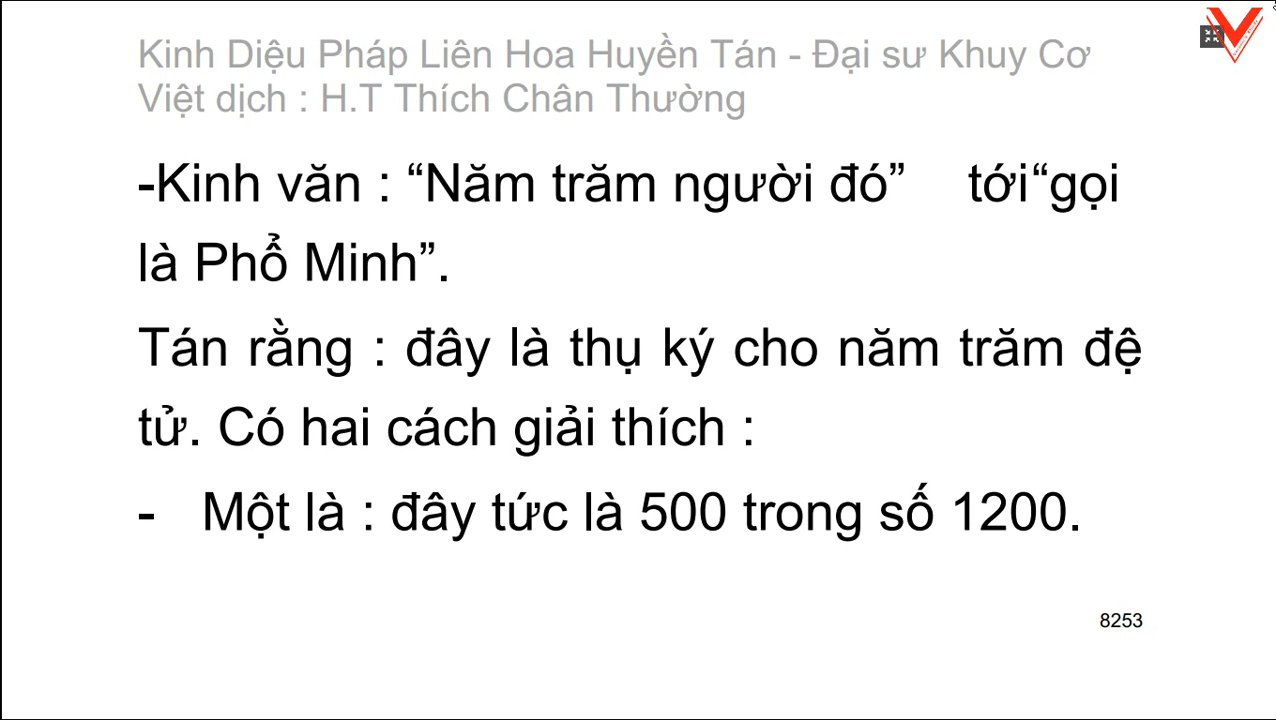 Kinh Diệu Pháp Liên Hoa Huyền Tán - Đại sư Khuy Cơ
Việt dịch : H.T Thích Chân Thường
-Kinh văn : “Năm trăm người đó” tới“gọi
là Phổ Minh”.
Tán rằng : đây là thụ ký cho năm trăm đệ
tử. Có hai cách giải thích :
- Một là : đây tức là 500 trong số 1200.
8253